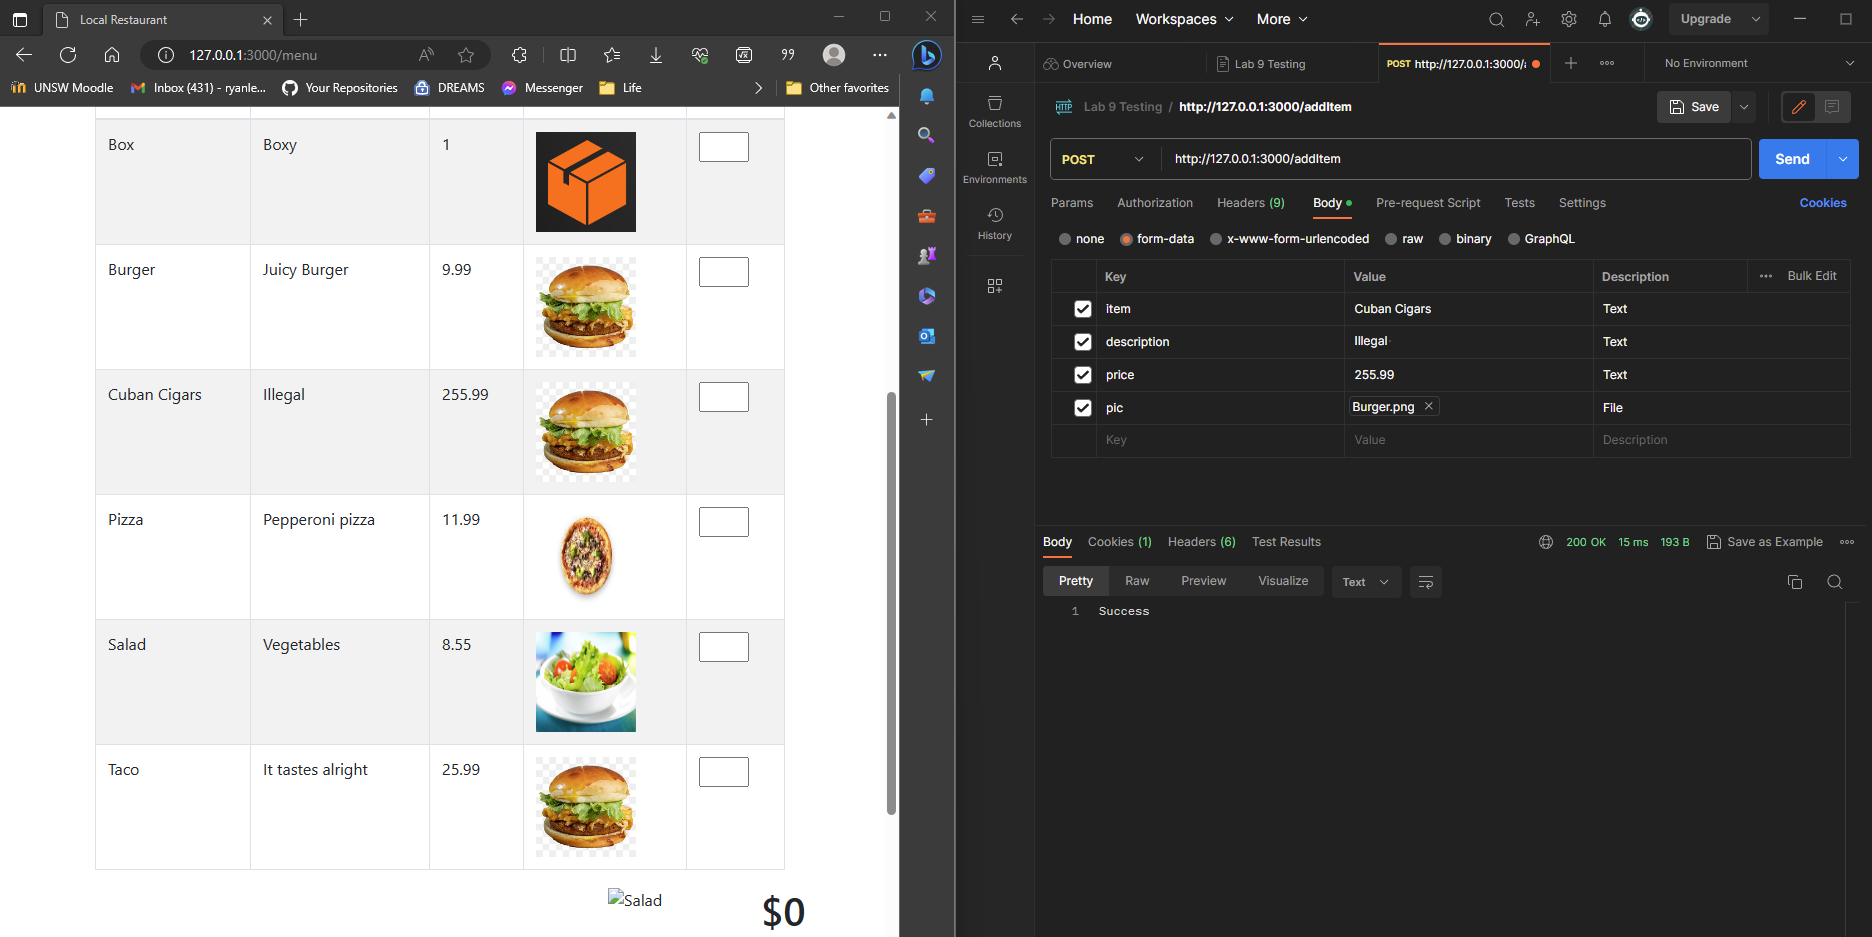 Local Restaurant
127.0.0.1:3000/menu
UNSW Moodle
Inbox (431) - ryanle...
Your Repositories
DREAMS
Messenger
Life
Other favorites
Box Boxy 1
Burger Juicy Burger 9.99
Cuban Cigars Illegal 255.99
Pizza Pepperoni pizza 11.99
Salad Vegetables 8.55
Taco It tastes alright 25.99
Salad
$0
Home Workspaces More Upgrade
Overview Lab 9 Testing POST http://127.0.0.1:3000/ No Environment
Collections
Environments
History
HTTP Lab 9 Testing / http://127.0.0.1:3000/addItem Save
POST http://127.0.0.1:3000/addItem Send
Params Authorization Headers (9) Body Pre-request Script Tests Settings Cookies
none form-data x-www-form-urlencoded raw binary GraphQL
Key Value Description Bulk Edit
item Cuban Cigars Text
description Illegal Text
price 255.99 Text
pic Burger.png File
Key Value Description
Body Cookies (1) Headers (6) Test Results 200 OK 15 ms 193 B Save as Example
Pretty Raw Preview Visualize Text
1 Success